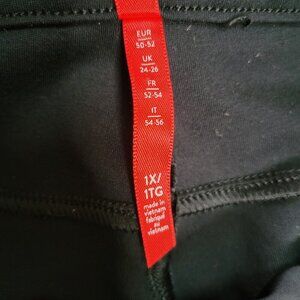 EUR
50-52
UK
24-26
FR
52-54
IT
54-56
1X/
1TG
made in
vietnam
fabriqué
au
vietnam